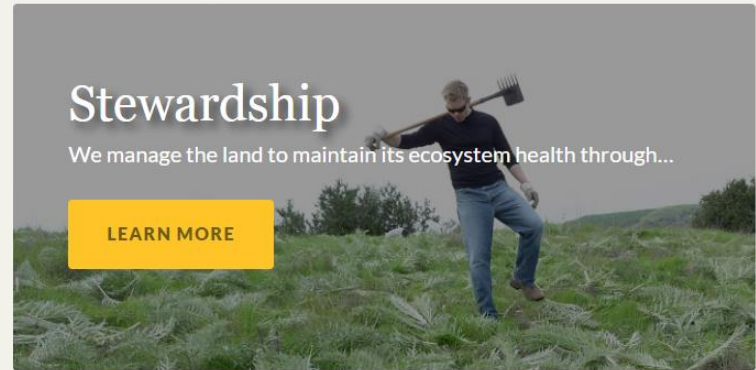 Stewardship
We manage the land to maintain its ecosystem health through...
LEARN MORE